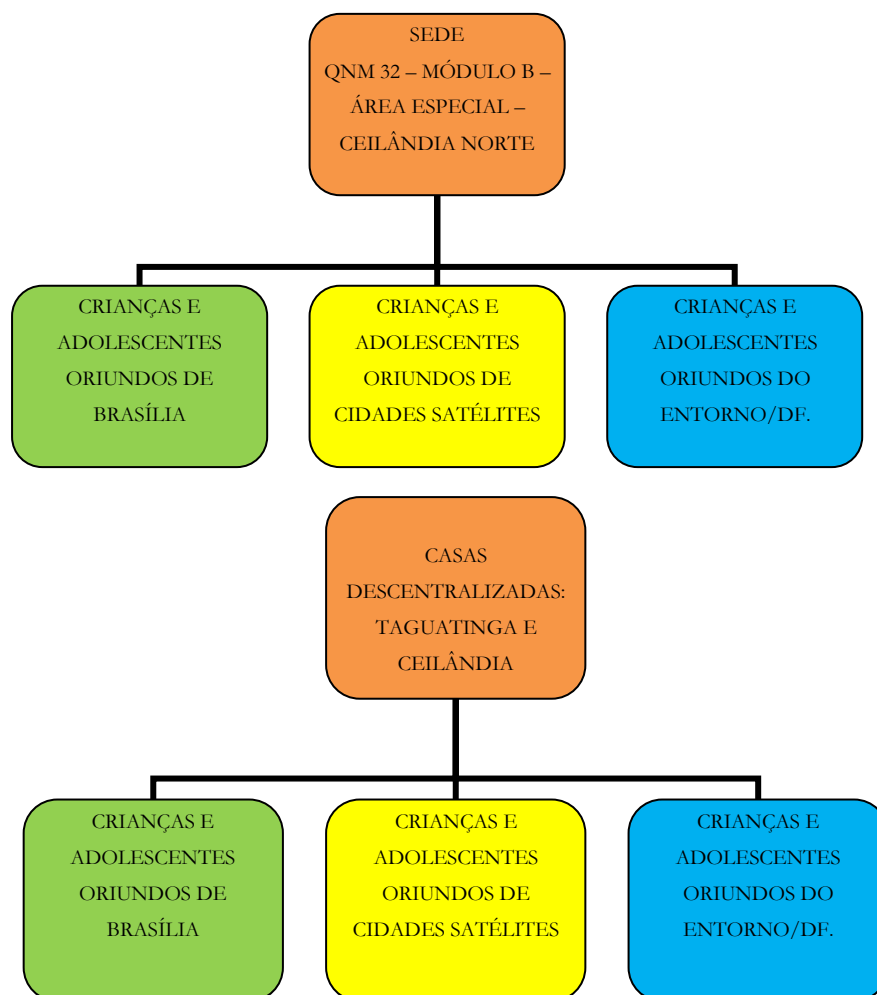 SEDE
QNM 32 – MÓDULO B –
ÁREA ESPECIAL –
CEILÂNDIA NORTE
CRIANÇAS E
ADOLESCENTES
ORIUNDOS DE
BRASÍLIA
CRIANÇAS E
ADOLESCENTES
ORIUNDOS DE
CIDADES SATÉLITES
CRIANÇAS E
ADOLESCENTES
ORIUNDOS DO
ENTORNO/DF.
CASAS
DESCENTRALIZADAS:
TAGUATINGA E
CEILÂNDIA
CRIANÇAS E
ADOLESCENTES
ORIUNDOS DE
BRASÍLIA
CRIANÇAS E
ADOLESCENTES
ORIUNDOS DE
CIDADES SATÉLITES
CRIANÇAS E
ADOLESCENTES
ORIUNDOS DO
ENTORNO/DF.